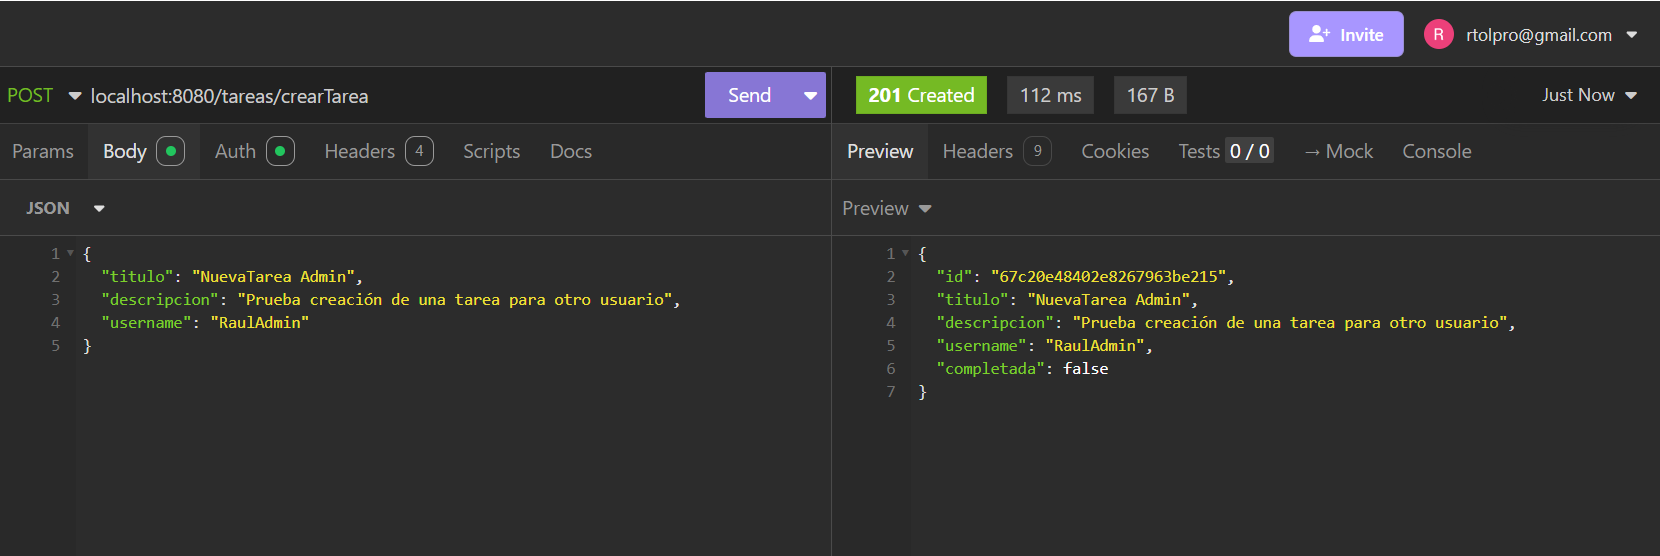 Invite
R rtolpro@gmail.com
POST localhost:8080/tareas/crearTarea Send
201 Created 112 ms 167 B Just Now
Params Body Auth Headers 4 Scripts Docs
Preview Headers 9 Cookies Tests 0 / 0 → Mock Console
JSON
Preview
1 {
2 "titulo": "NuevaTarea Admin",
3 "descripcion": "Prueba creación de una tarea para otro usuario",
4 "username": "RaulAdmin"
5 }
1 {
2 "id": "67c20e48402e8267963be215",
3 "titulo": "NuevaTarea Admin",
4 "descripcion": "Prueba creación de una tarea para otro usuario",
5 "username": "RaulAdmin",
6 "completada": false
7 }